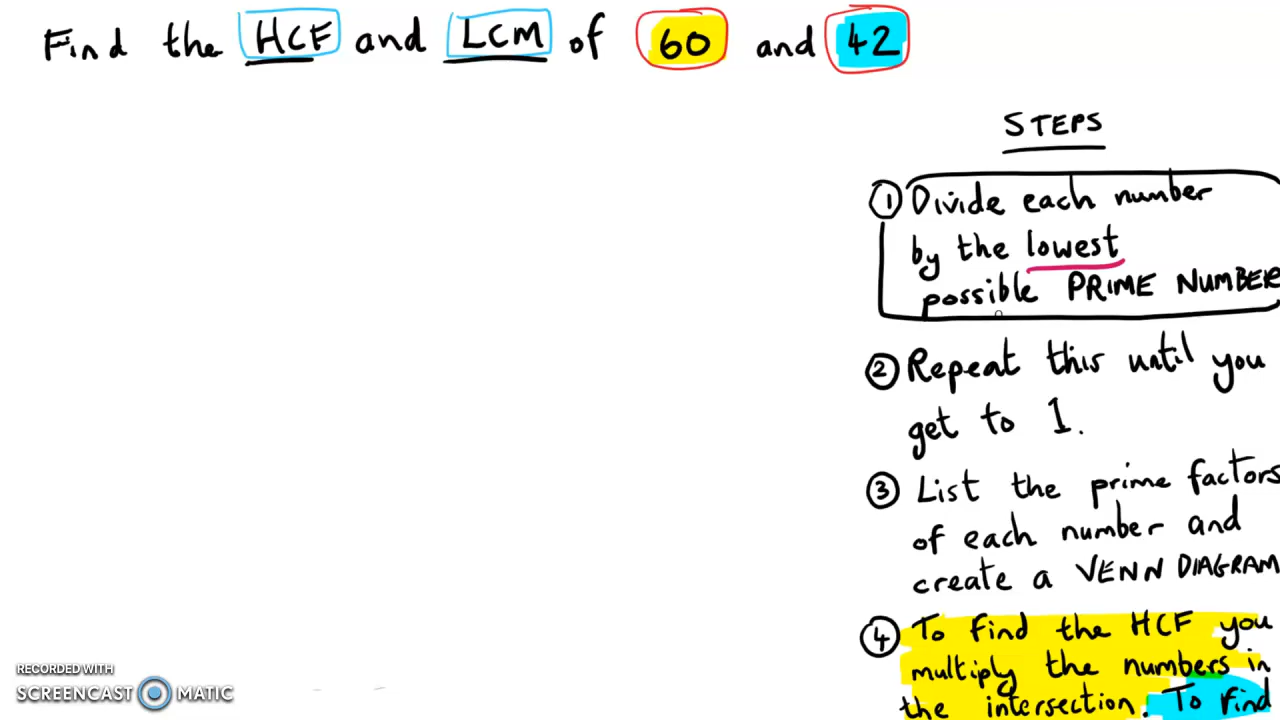 Find the HCF and LCM of 60 and 42
STEPS
① Divide each number
by the lowest
possible PRIME NUMBER
② Repeat this until you
get to 1.
③ List the prime factors
of each number and
create a VENN DIAGRAM
④ To find the HCF you
multiply the numbers in
the intersection. To find
RECORDED WITH
SCREENCAST MATIC